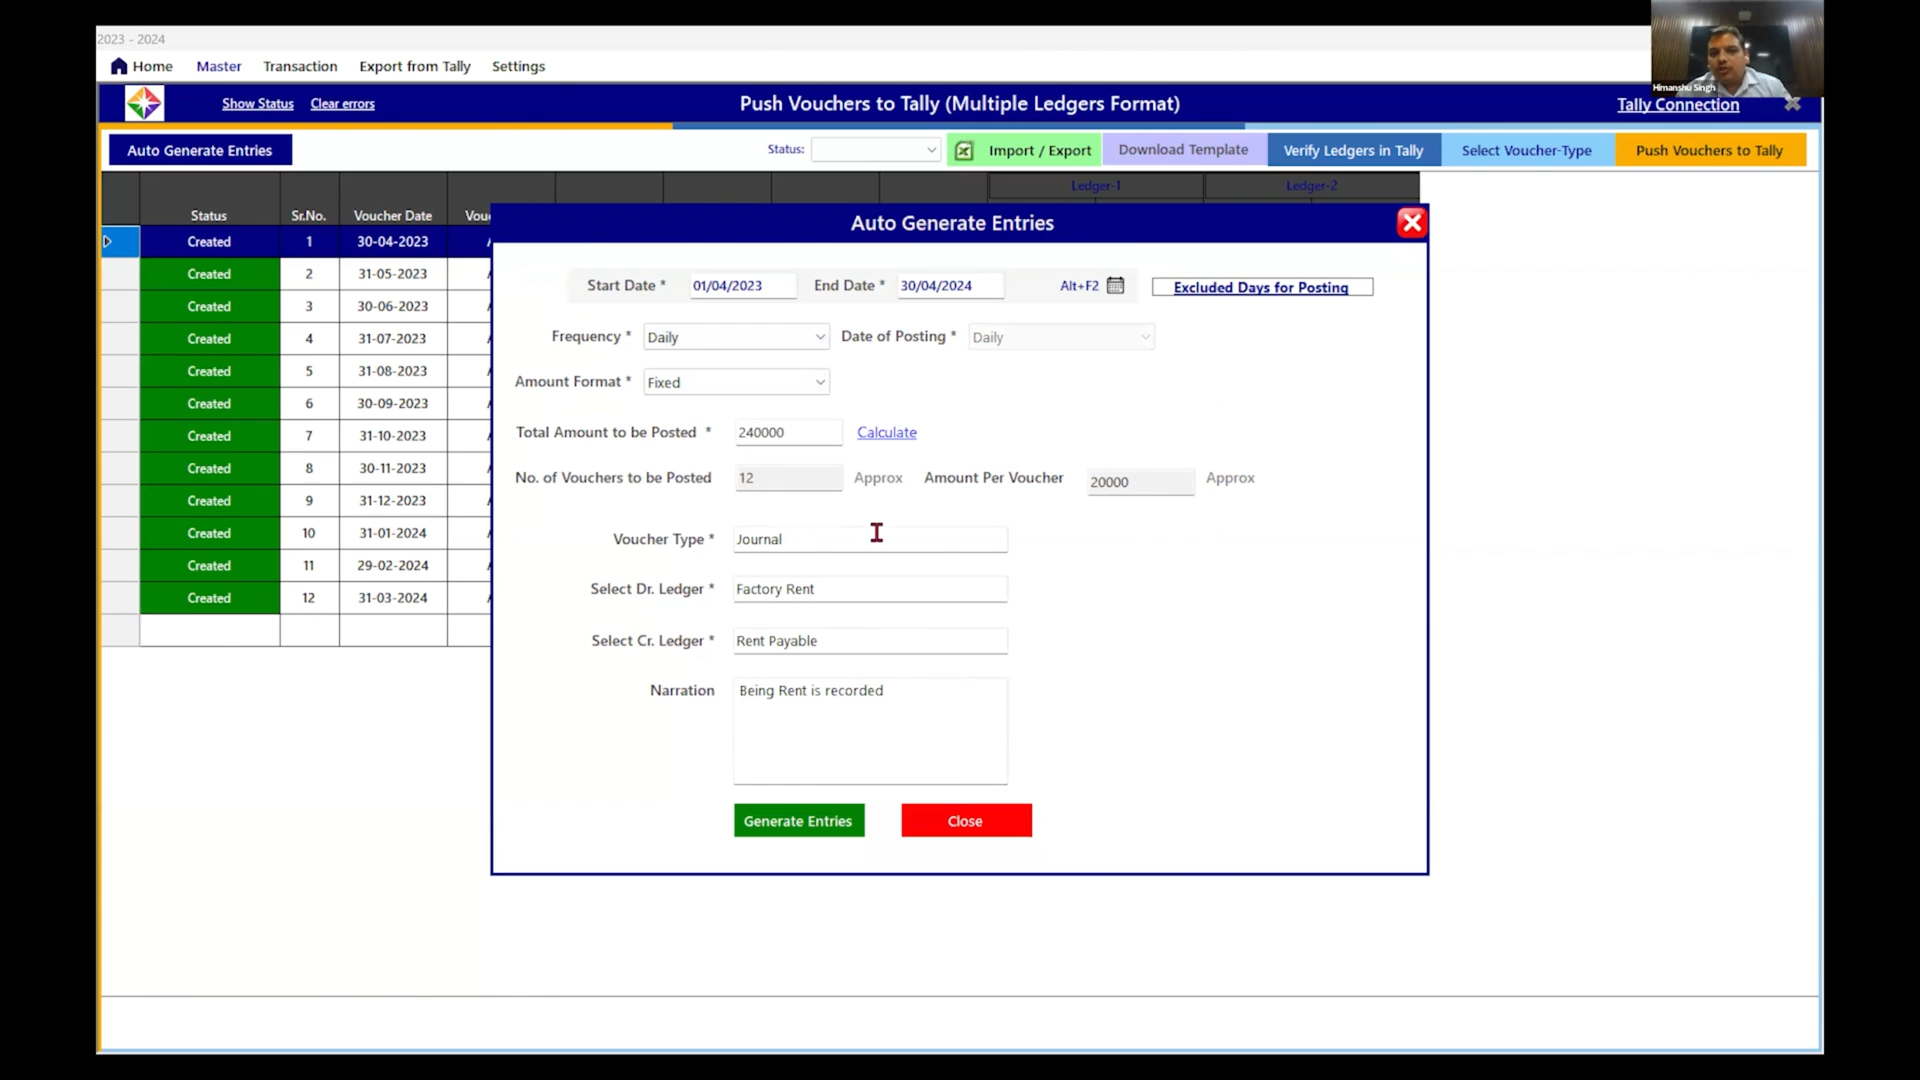 2023 - 2024
Home Master Transaction Export from Tally Settings
Himanshu Singh
Show Status Clear errors Push Vouchers to Tally (Multiple Ledgers Format) Tally Connection
Auto Generate Entries Status: Import / Export Download Template Verify Ledgers in Tally Select Voucher-Type Push Vouchers to Tally
Ledger-1 Ledger-2
Status Sr.No. Voucher Date
Created 1 30-04-2023
Created 2 31-05-2023
Created 3 30-06-2023
Created 4 31-07-2023
Created 5 31-08-2023
Created 6 30-09-2023
Created 7 31-10-2023
Created 8 30-11-2023
Created 9 31-12-2023
Created 10 31-01-2024
Created 11 29-02-2024
Created 12 31-03-2024
Auto Generate Entries
Start Date * 01/04/2023 End Date * 30/04/2024 Alt+F2 Excluded Days for Posting
Frequency * Daily Date of Posting * Daily
Amount Format * Fixed
Total Amount to be Posted * 240000 Calculate
No. of Vouchers to be Posted 12 Approx Amount Per Voucher 20000 Approx
Voucher Type * Journal
Select Dr. Ledger * Factory Rent
Select Cr. Ledger * Rent Payable
Narration Being Rent is recorded
Generate Entries Close